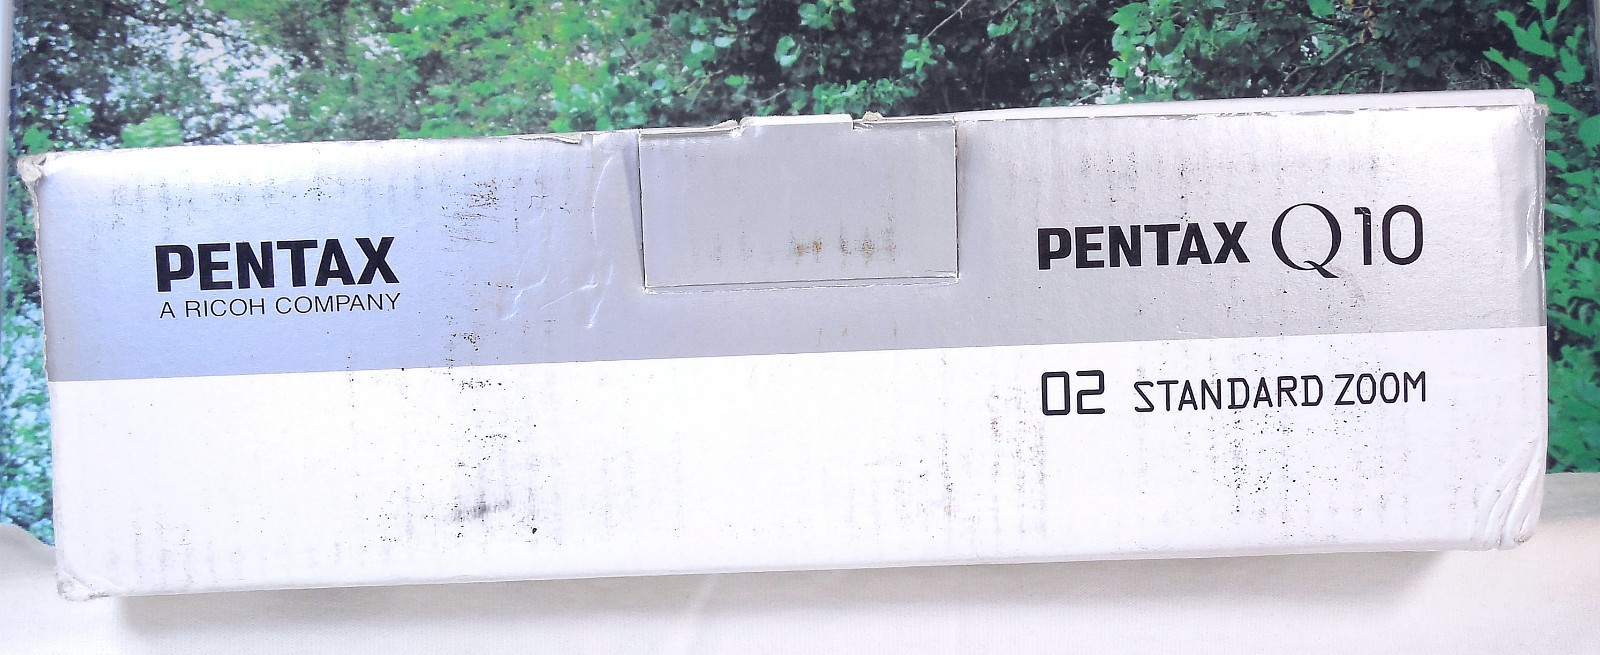 PENTAX
A RICOH COMPANY
PENTAX Q10
02 STANDARD ZOOM